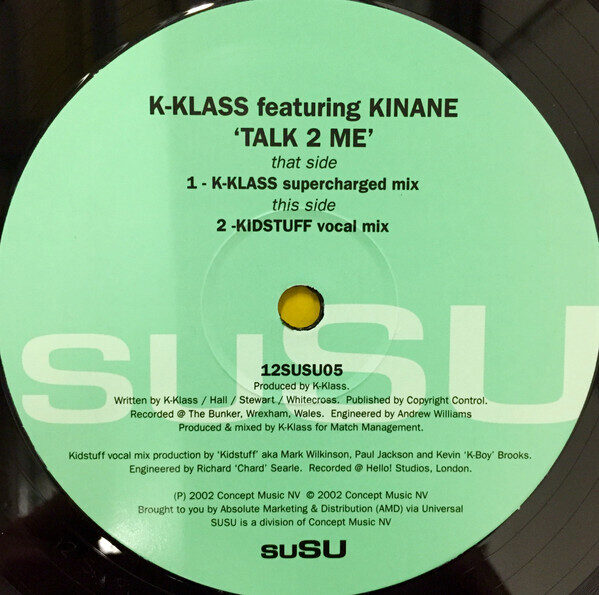 K-KLASS featuring KINANE
‘TALK 2 ME’
that side
1 - K-KLASS supercharged mix
this side
2 -KIDSTUFF vocal mix
suSU
12SUSU05
Produced by K-Klass.
Written by K-Klass / Hall / Stewart / Whitecross. Published by Copyright Control.
Recorded @ The Bunker, Wrexham, Wales. Engineered by Andrew Williams
Produced & mixed by K-Klass for Match Management.
Kidstuff vocal mix production by ‘Kidstuff’ aka Mark Wilkinson, Paul Jackson and Kevin ‘K-Boy’ Brooks.
Engineered by Richard ‘Chard’ Searle. Recorded @ Hello! Studios, London.
(P) 2002 Concept Music NV © 2002 Concept Music NV
Brought to you by Absolute Marketing & Distribution (AMD) via Universal
SUSU is a division of Concept Music NV
suSU